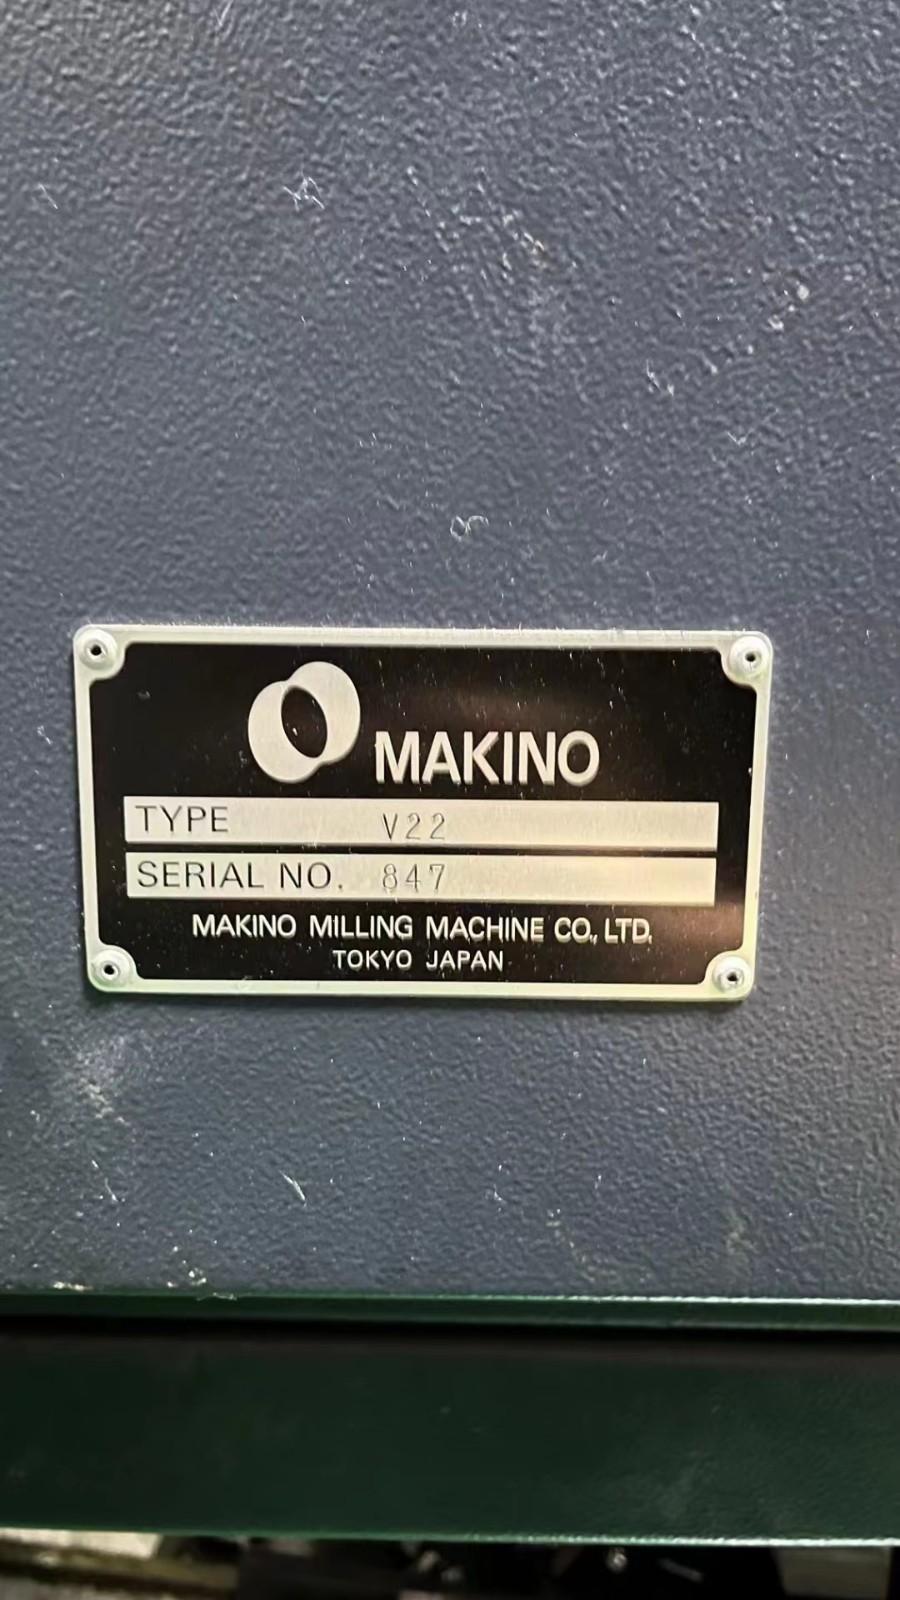 MAKINO
TYPE V22
SERIAL NO. 847
MAKINO MILLING MACHINE CO., LTD.
TOKYO JAPAN